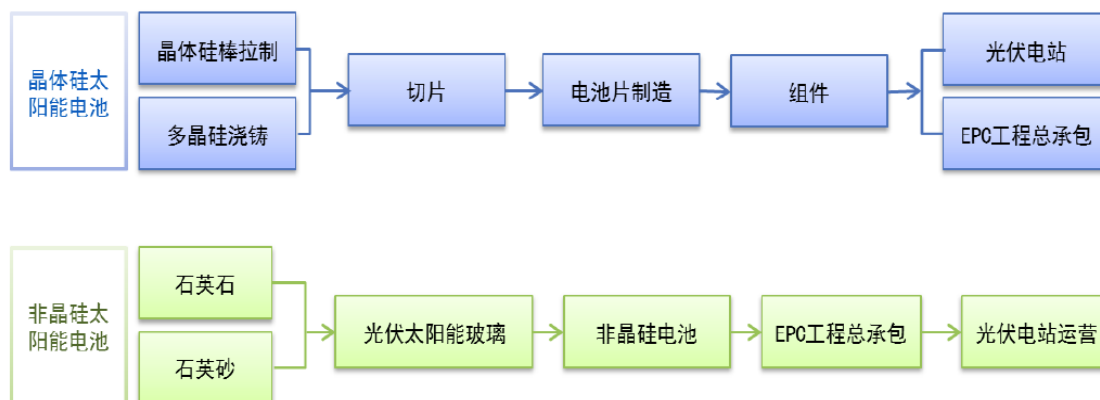 晶体硅太
阳能电池
晶体硅棒拉制
多晶硅浇铸
切片
电池片制造
组件
光伏电站
EPC工程总承包
非晶硅太
阳能电池
石英石
石英砂
光伏太阳能玻璃
非晶硅电池
EPC工程总承包
光伏电站运营